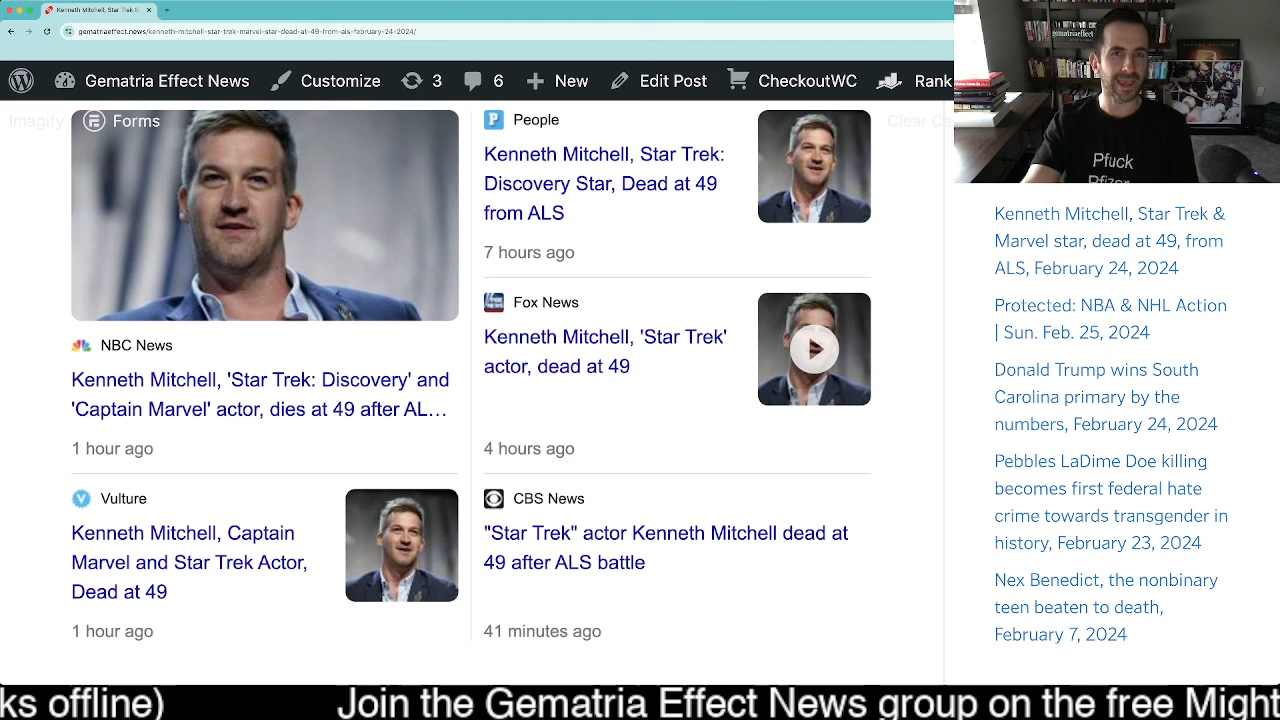 Kenneth Mitchell, Star Trek &
gematriaeffect.news/kenneth-mitchell-star-trek-marvel-star-dead-at-49-from-als-february-24-2024/
Gematria Effect News
Customize
3
6
New
Edit Post
CheckoutWC
Rank
Imagify
Forms
Clear Ca
NBC News
Kenneth Mitchell, 'Star Trek: Discovery' and
'Captain Marvel' actor, dies at 49 after AL...
1 hour ago
Vulture
Kenneth Mitchell, Captain
Marvel and Star Trek Actor,
Dead at 49
1 hour ago
People
Kenneth Mitchell, Star Trek:
Discovery Star, Dead at 49
from ALS
7 hours ago
Fox News
Kenneth Mitchell, 'Star Trek'
actor, dead at 49
4 hours ago
CBS News
"Star Trek" actor Kenneth Mitchell dead at
49 after ALS battle
41 minutes ago
Pfuck
Pfizer
Kenneth Mitchell, Star Trek &
Marvel star, dead at 49, from
ALS, February 24, 2024
Protected: NBA & NHL Action
| Sun. Feb. 25, 2024
Donald Trump wins South
Carolina primary by the
numbers, February 24, 2024
Pebbles LaDime Doe killing
becomes first federal hate
crime towards transgender in
history, February 23, 2024
Nex Benedict, the nonbinary
teen beaten to death,
February 7, 2024
ks offline) Join the Gematria Effect News group on the free Might